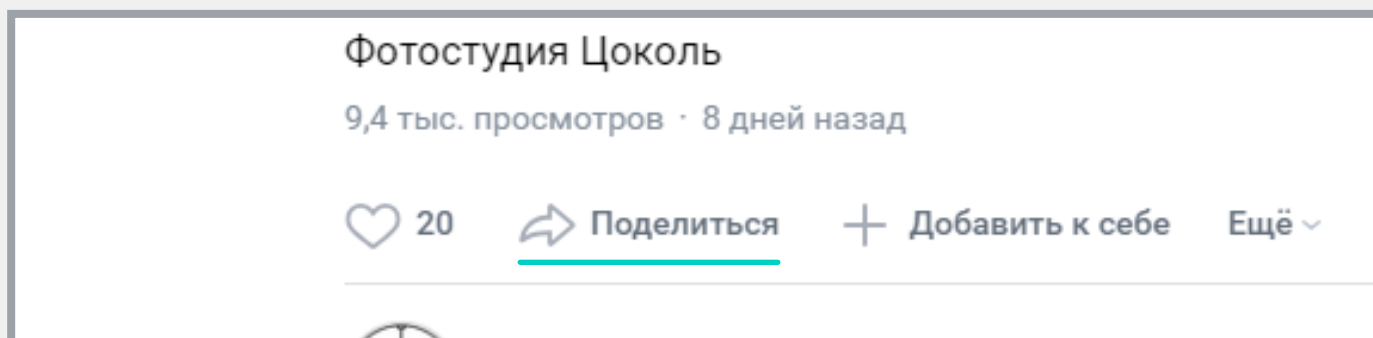 Фотостудия Цоколь
9,4 тыс. просмотров · 8 дней назад
20 Поделиться Добавить к себе Ещё